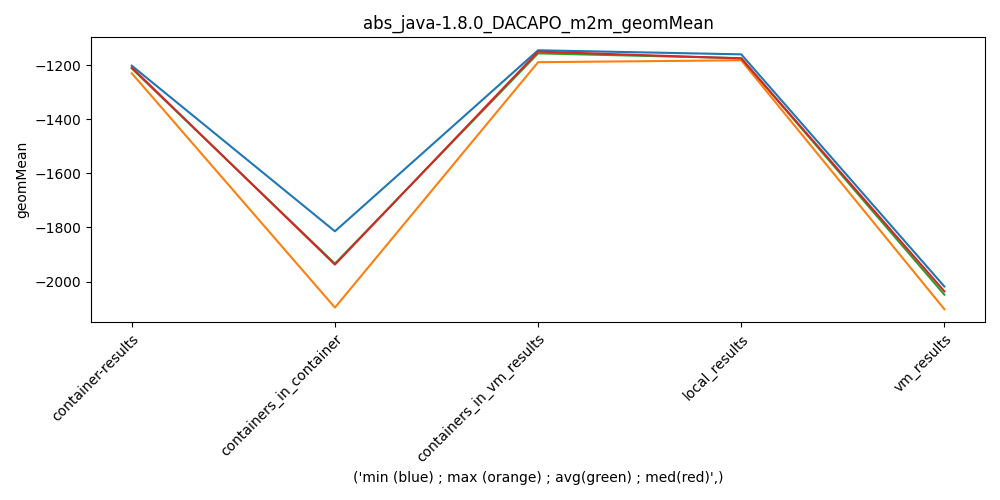 abs_java-1.8.0_DACAPO_m2m_geomMean
geomMean
−1200
−1400
−1600
−1800
−2000
container-results
containers_in_container
containers_in_vm_results
local_results
vm_results
('min (blue) ; max (orange) ; avg(green) ; med(red)',)